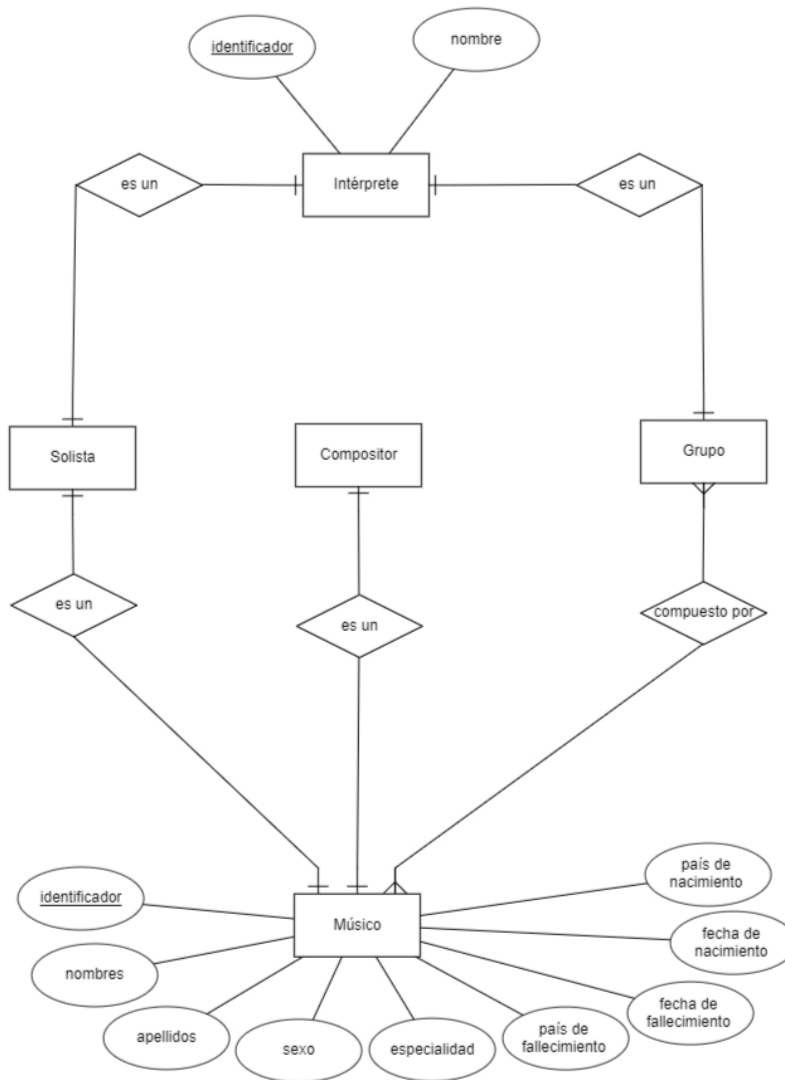 identificador
nombre
es un
Intérprete
es un
Solista
Compositor
Grupo
es un
es un
compuesto por
identificador
nombres
apellidos
sexo
especialidad
país de
fallecimiento
fecha de
fallecimiento
fecha de
nacimiento
país de
nacimiento
Músico